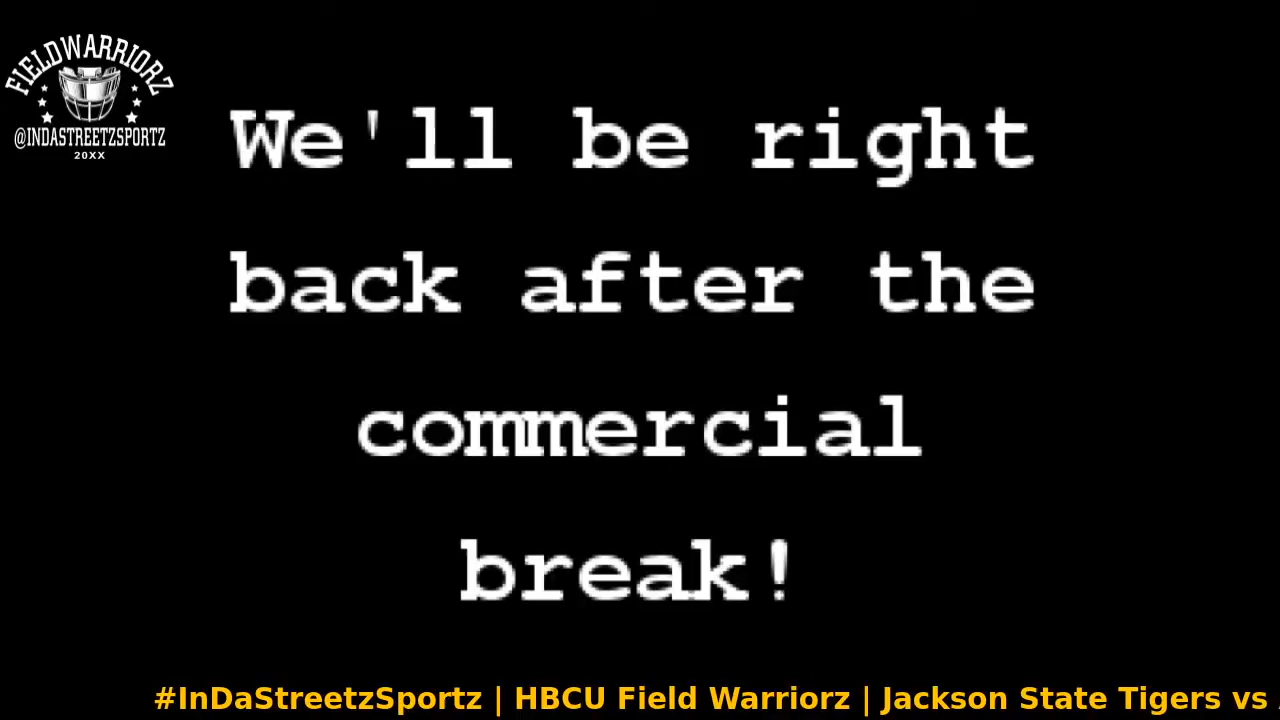 FIELDWARRIORZ
@INDASTREETZSPORTZ
20XX
We'll be right
back after the
commercial
break!
#InDaStreetzSportz | HBCU Field Warriorz | Jackson State Tigers vs